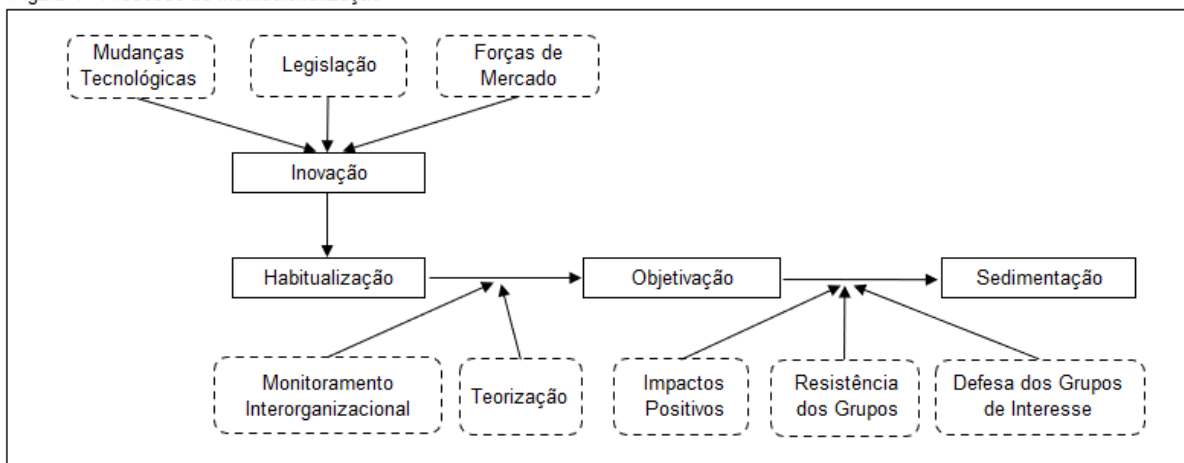 Mudanças
Tecnológicas
Legislação
Forças de
Mercado
Inovação
Habitualização
Objetivação
Sedimentação
Monitoramento
Interorganizacional
Teorização
Impactos
Positivos
Resistência
dos Grupos
Defesa dos Grupos
de Interesse